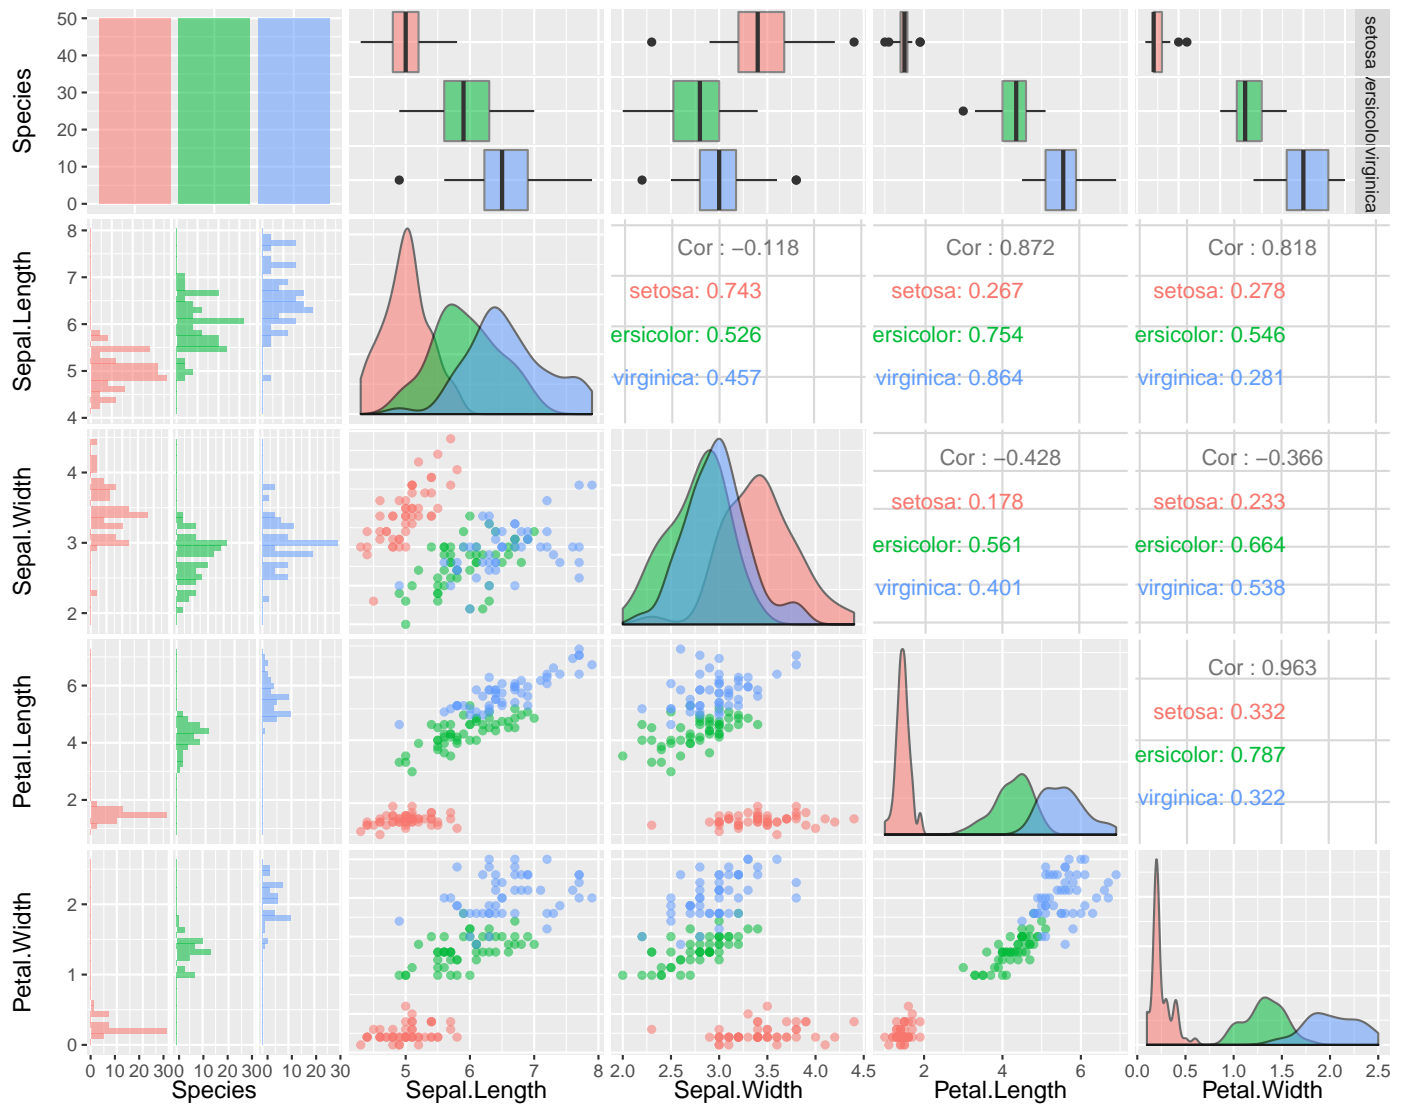 Species
50
40
30
20
10
0
setosa
versicolor
virginica
Sepal.Length
8
7
6
5
4
Cor : −0.118
setosa: 0.743
ersicolor: 0.526
virginica: 0.457
Cor : 0.872
setosa: 0.267
ersicolor: 0.754
virginica: 0.864
Cor : 0.818
setosa: 0.278
ersicolor: 0.546
virginica: 0.281
Sepal.Width
4
3
2
Cor : −0.428
setosa: 0.178
ersicolor: 0.561
virginica: 0.401
Cor : −0.366
setosa: 0.233
ersicolor: 0.664
virginica: 0.538
Petal.Length
6
4
2
Cor : 0.963
setosa: 0.332
ersicolor: 0.787
virginica: 0.322
Petal.Width
2
1
0
0 10 20 30 0 10 20 30 0 10 20 30
5 6 7 8
2.0 2.5 3.0 3.5 4.0 4.5
2 4 6
0.0 0.5 1.0 1.5 2.0 2.5
Species
Sepal.Length
Sepal.Width
Petal.Length
Petal.Width